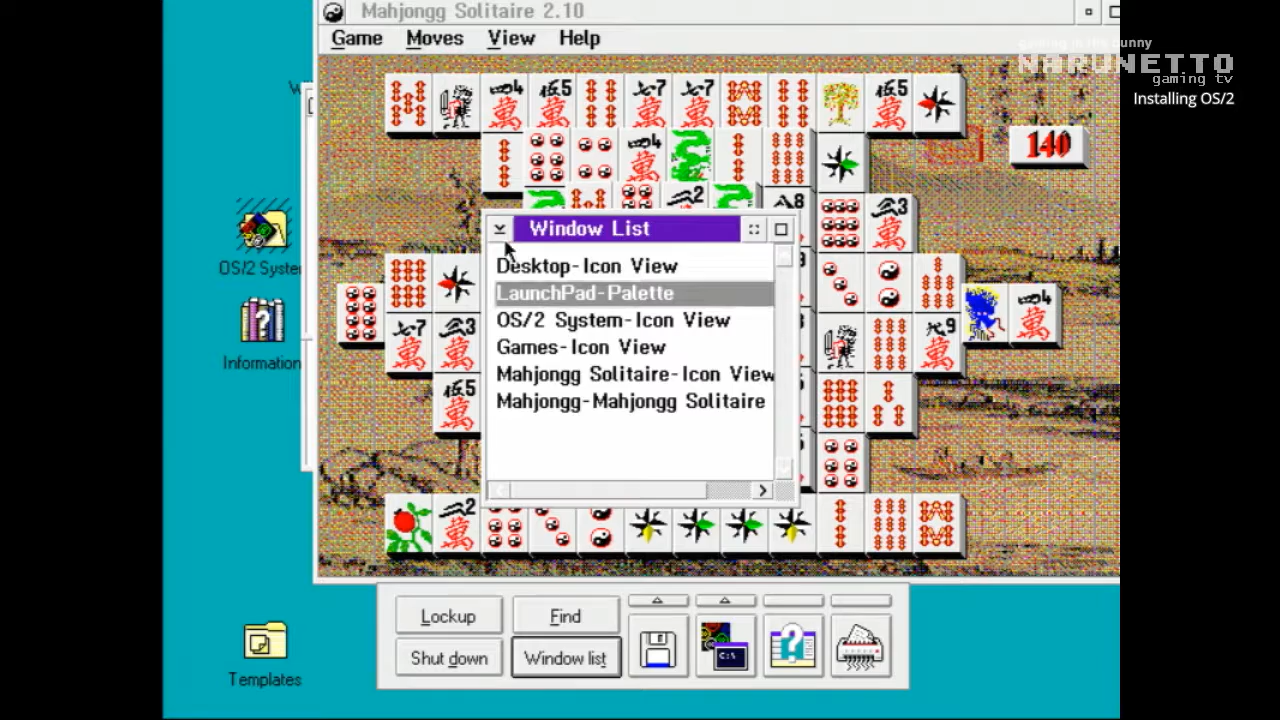 Mahjongg Solitaire 2.10
Game Moves View Help
NARUNETTO
gaming tv
Installing OS/2
140
Window List
Desktop-Icon View
LaunchPad-Palette
OS/2 System-Icon View
Games-Icon View
Mahjongg Solitaire-Icon View
Mahjongg-Mahjongg Solitaire
OS/2 Syste
Information
Templates
Lockup
Find
Shut down
Window list
C:\